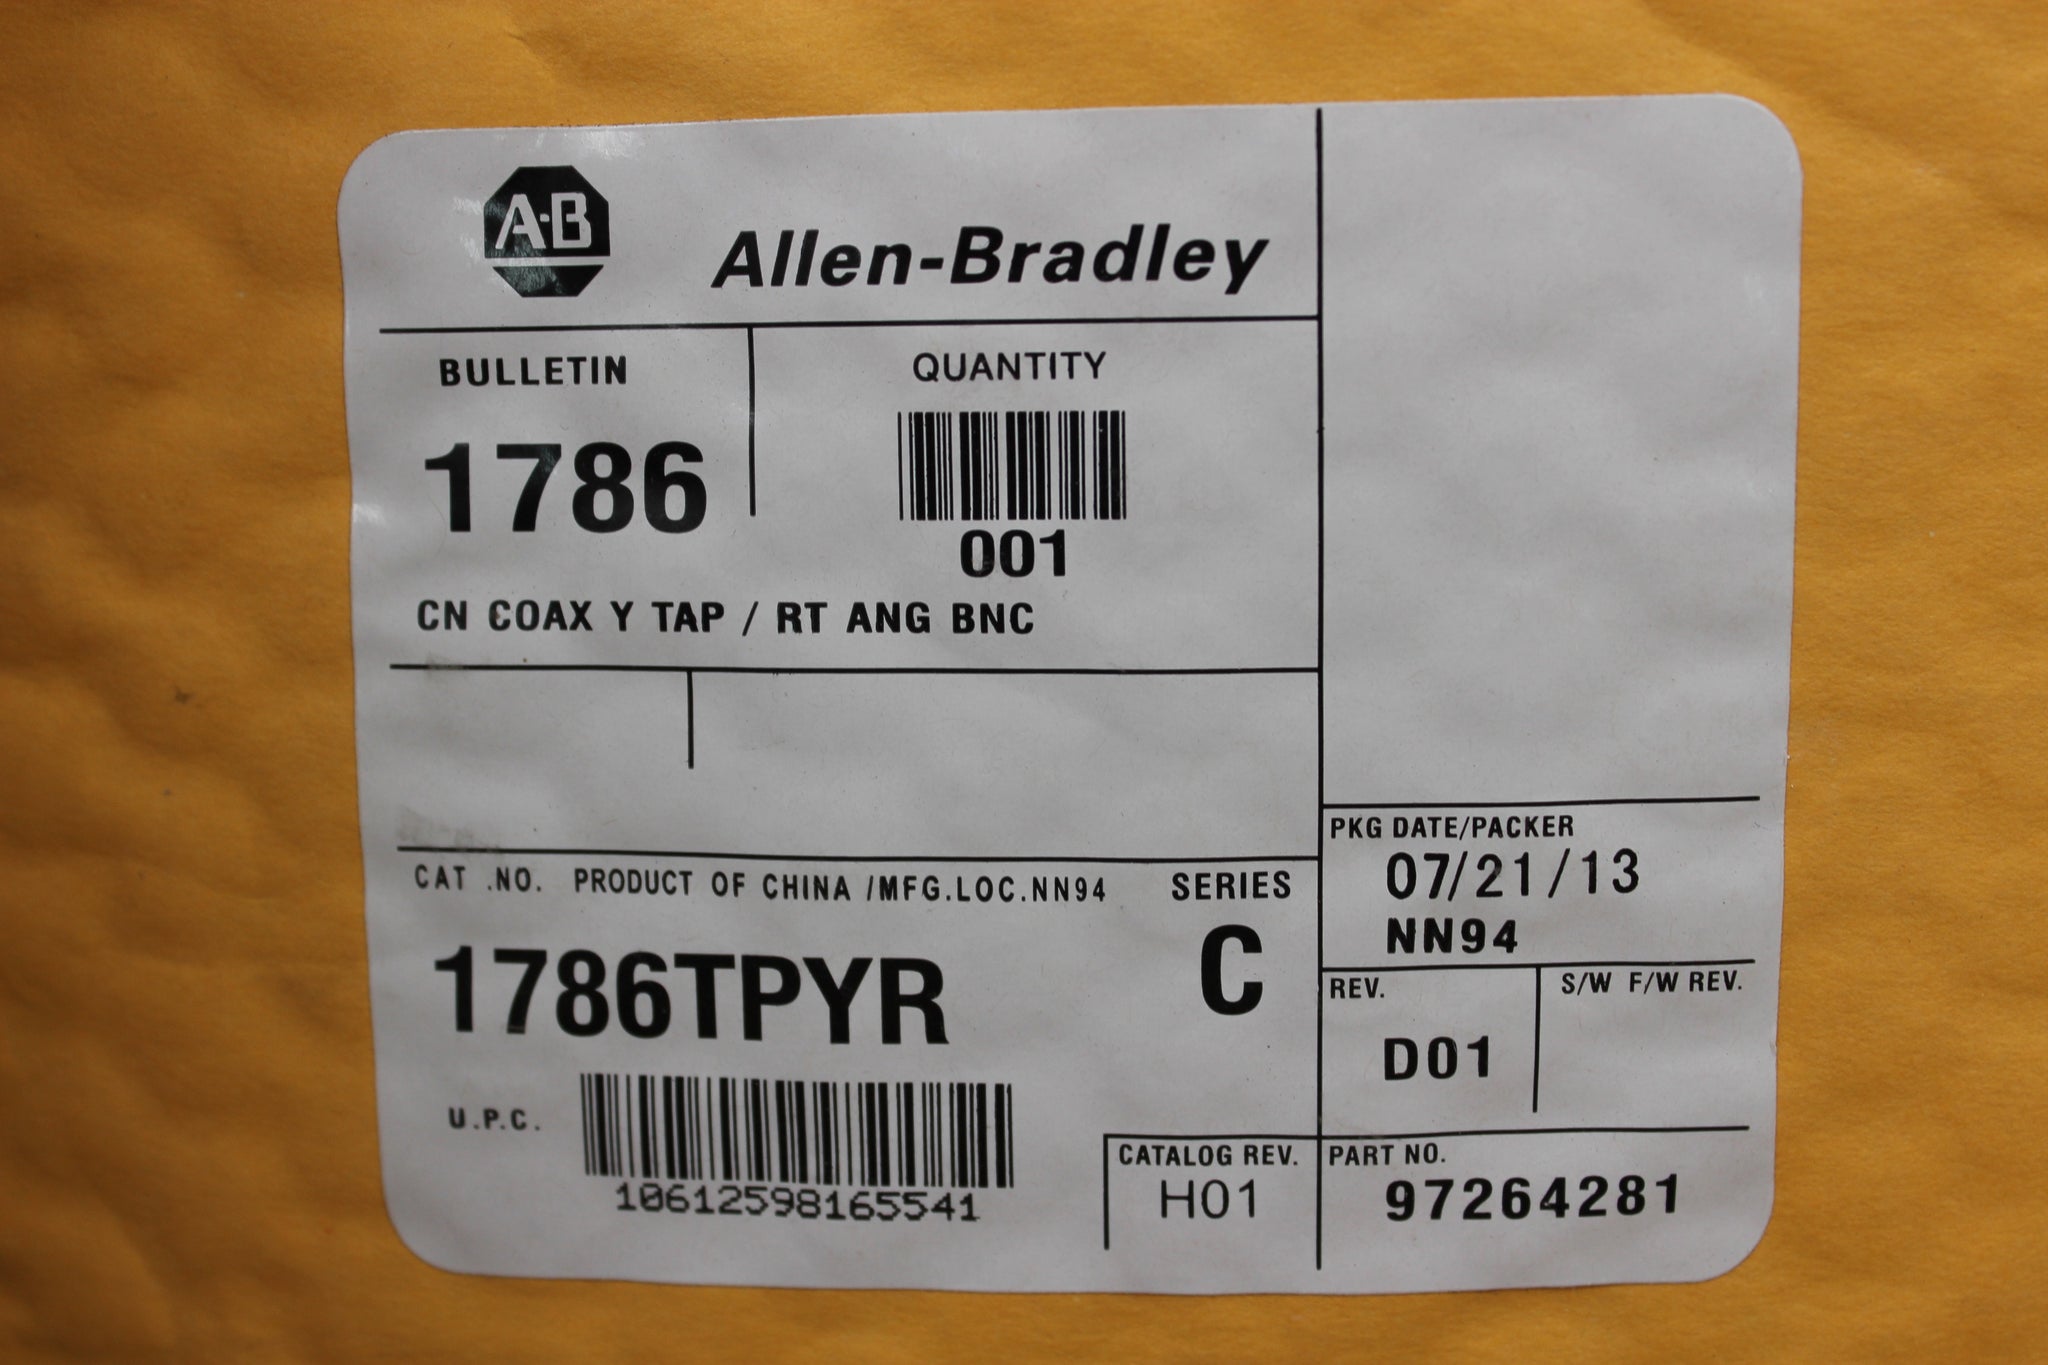 A-B
Allen-Bradley
BULLETIN
1786
QUANTITY
001
CN COAX Y TAP / RT ANG BNC
CAT .NO. PRODUCT OF CHINA /MFG.LOC.NN94
SERIES
1786TPYR
C
U.P.C.
10612598165541
CATALOG REV.
H01
PKG DATE/PACKER
07/21/13
NN94
REV.
D01
S/W F/W REV.
PART NO.
97264281